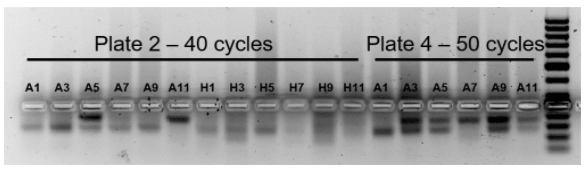 Plate 2 – 40 cycles Plate 4 – 50 cycles
A1 A3 A5 A7 A9 A11 H1 H3 H5 H7 H9 H11 A1 A3 A5 A7 A9 A11